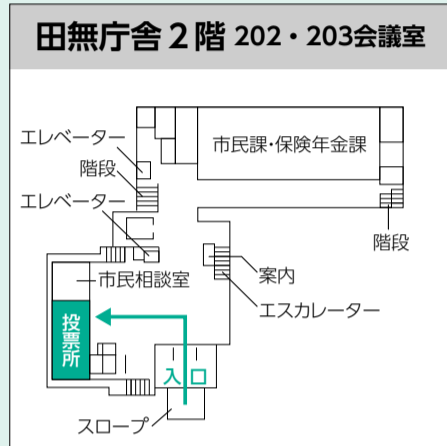 田無庁舎2階 202・203会議室
エレベーター
市民課・保険年金課
階段
エレベーター
階段
市民相談室
案内
エスカレーター
投票所
入口
スロープ